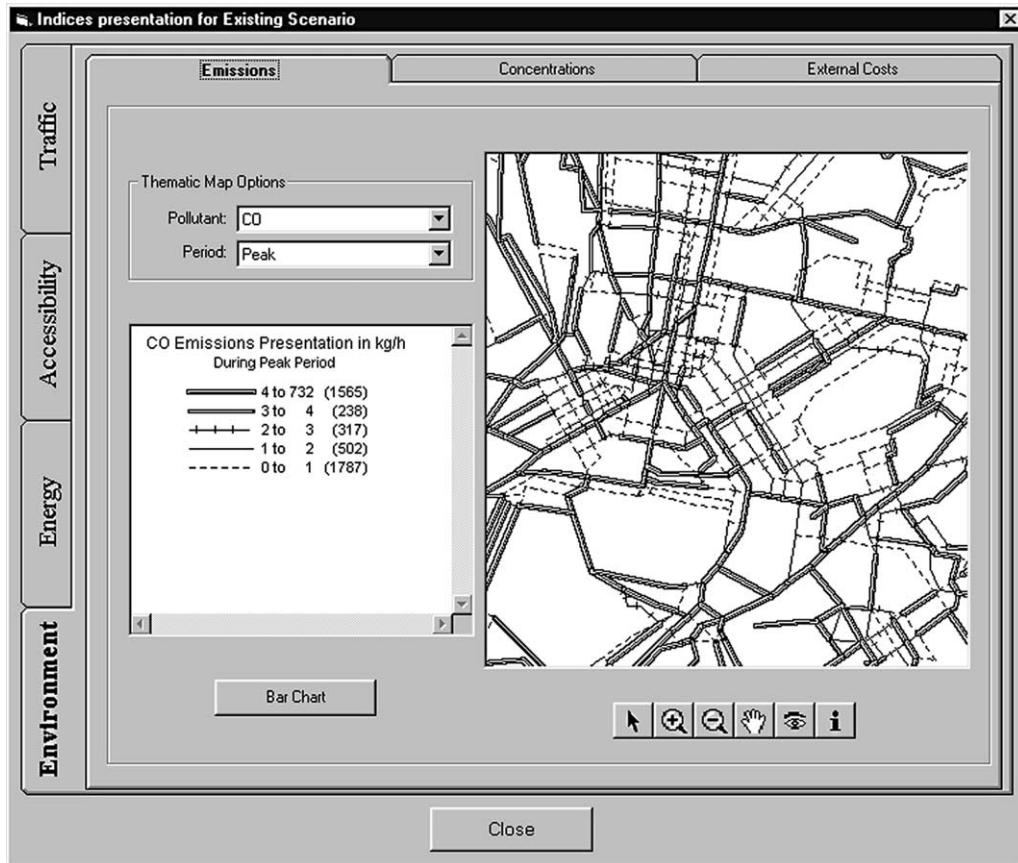 Indices presentation for Existing Scenario
Traffic
Accessibility
Energy
Environment
Emissions
Concentrations
External Costs
Thematic Map Options
Pollutant: CO
Period: Peak
CO Emissions Presentation in kg/h
During Peak Period
4 to 732 (1565)
3 to 4 (238)
2 to 3 (317)
1 to 2 (502)
0 to 1 (1787)
Bar Chart
Close